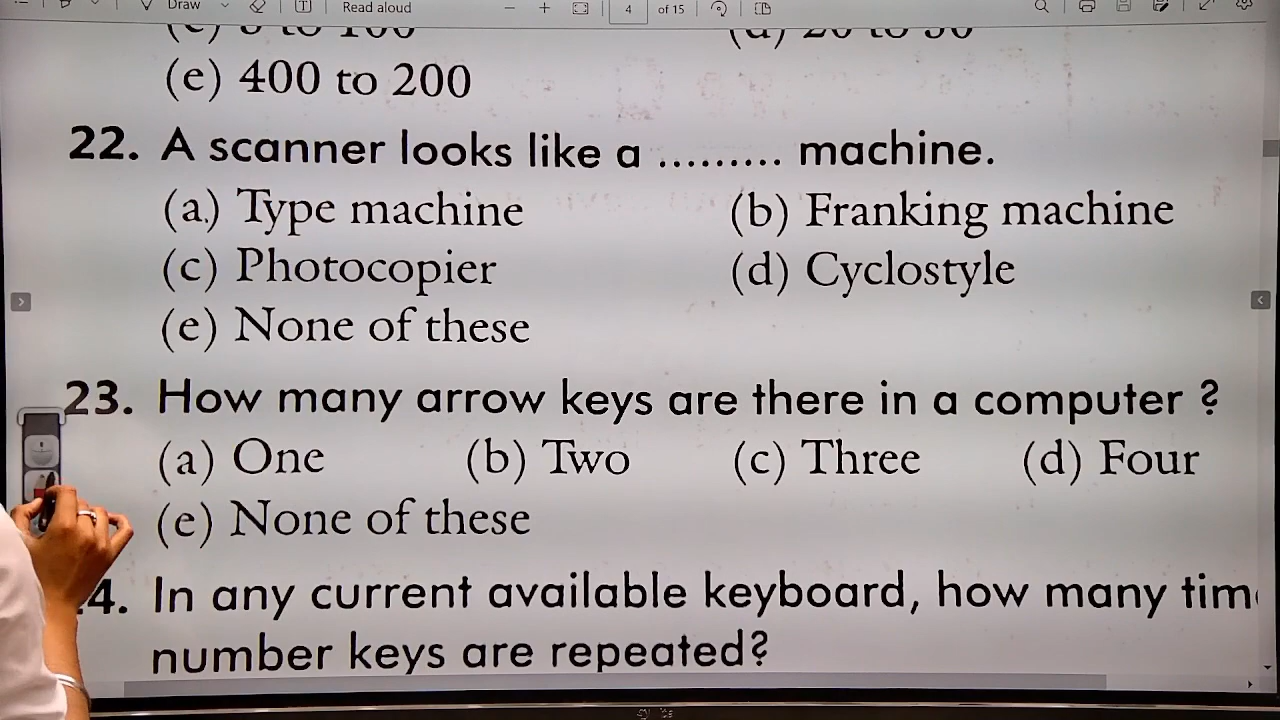 Draw
Read aloud
4 of 15
(e) 400 to 200
22. A scanner looks like a ......... machine.
(a) Type machine (b) Franking machine
(c) Photocopier (d) Cyclostyle
(e) None of these
23. How many arrow keys are there in a computer ?
(a) One (b) Two (c) Three (d) Four
(e) None of these
4. In any current available keyboard, how many tim
number keys are repeated?